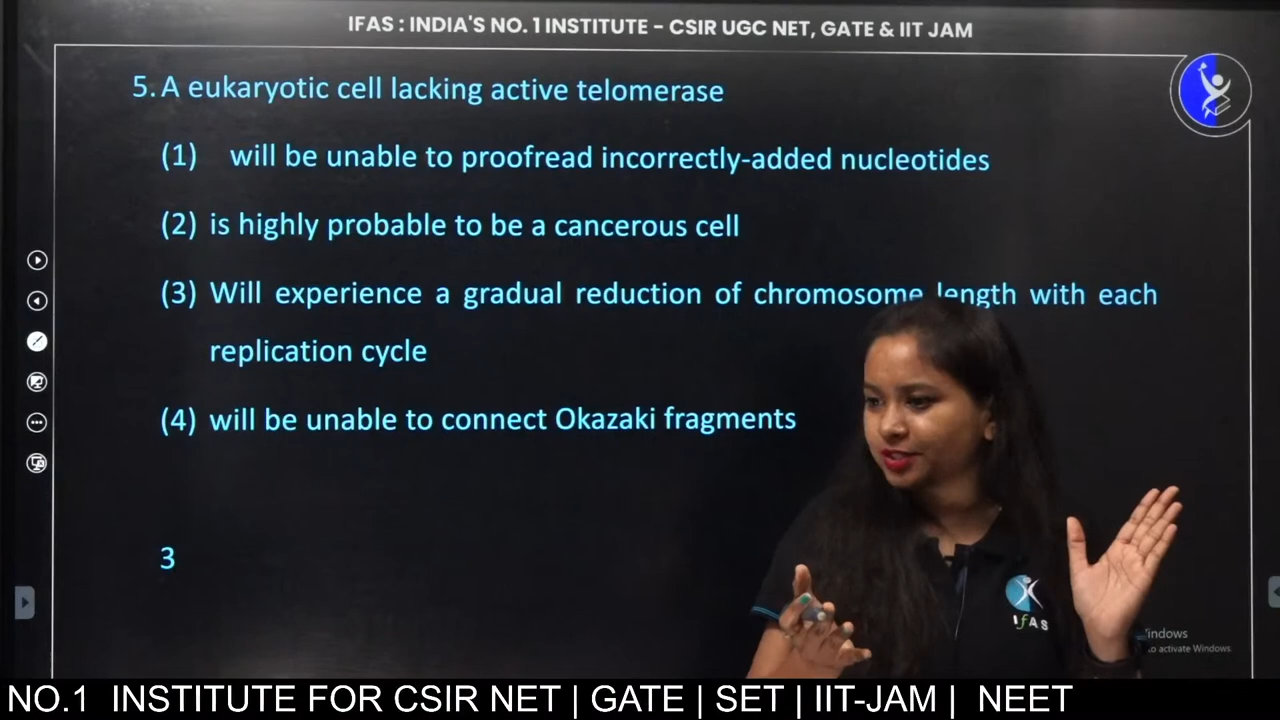 IFAS : INDIA'S NO. 1 INSTITUTE – CSIR UGC NET, GATE & IIT JAM
5. A eukaryotic cell lacking active telomerase
(1) will be unable to proofread incorrectly-added nucleotides
(2) is highly probable to be a cancerous cell
(3) Will experience a gradual reduction of chromosome length with each
replication cycle
(4) will be unable to connect Okazaki fragments
3
IFAS
to activate Windows
NO.1 INSTITUTE FOR CSIR NET | GATE | SET | IIT-JAM | NEET